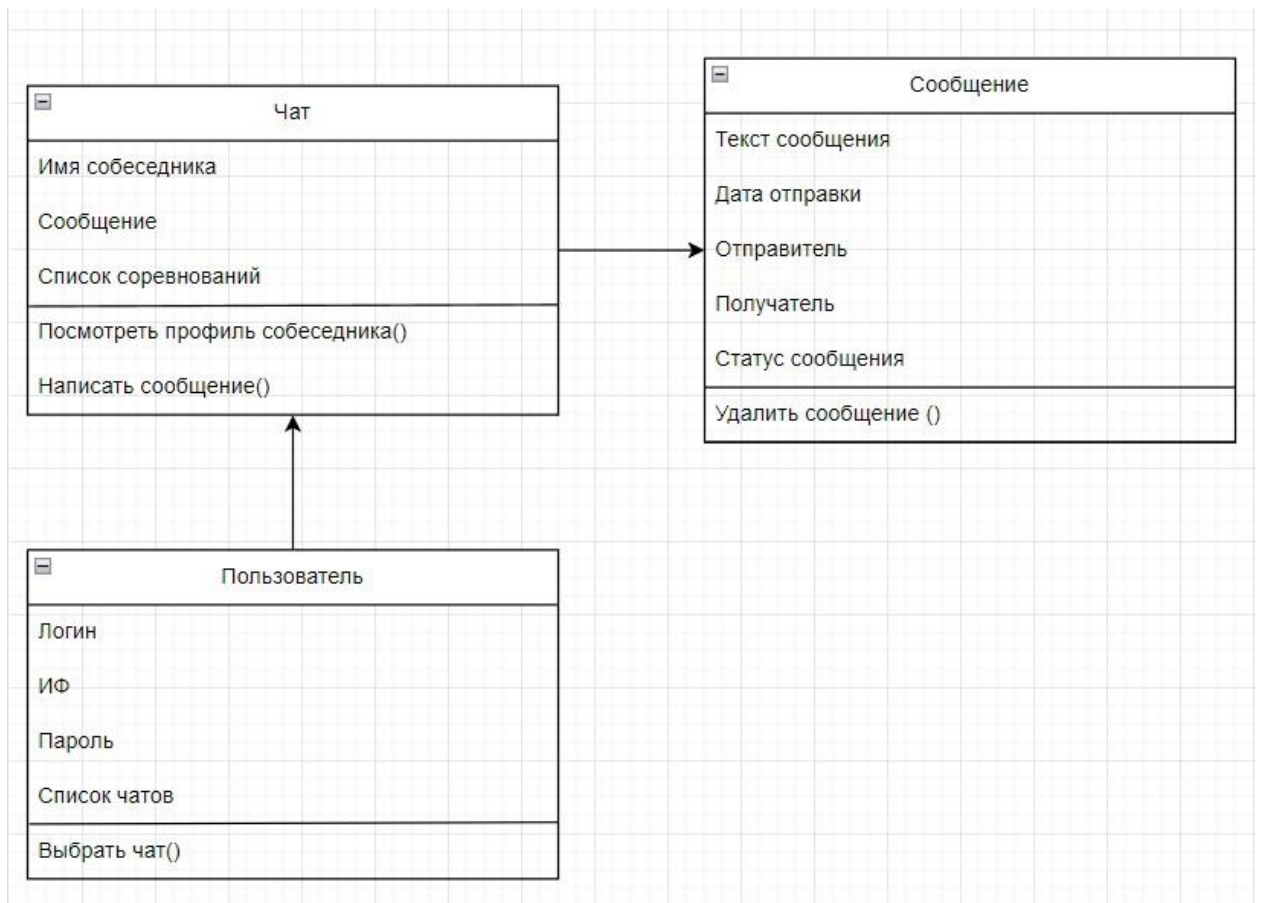 Чат
Имя собеседника
Сообщение
Список соревнований
Посмотреть профиль собеседника()
Написать сообщение()
Сообщение
Текст сообщения
Дата отправки
Отправитель
Получатель
Статус сообщения
Удалить сообщение ()
Пользователь
Логин
ИФ
Пароль
Список чатов
Выбрать чат()